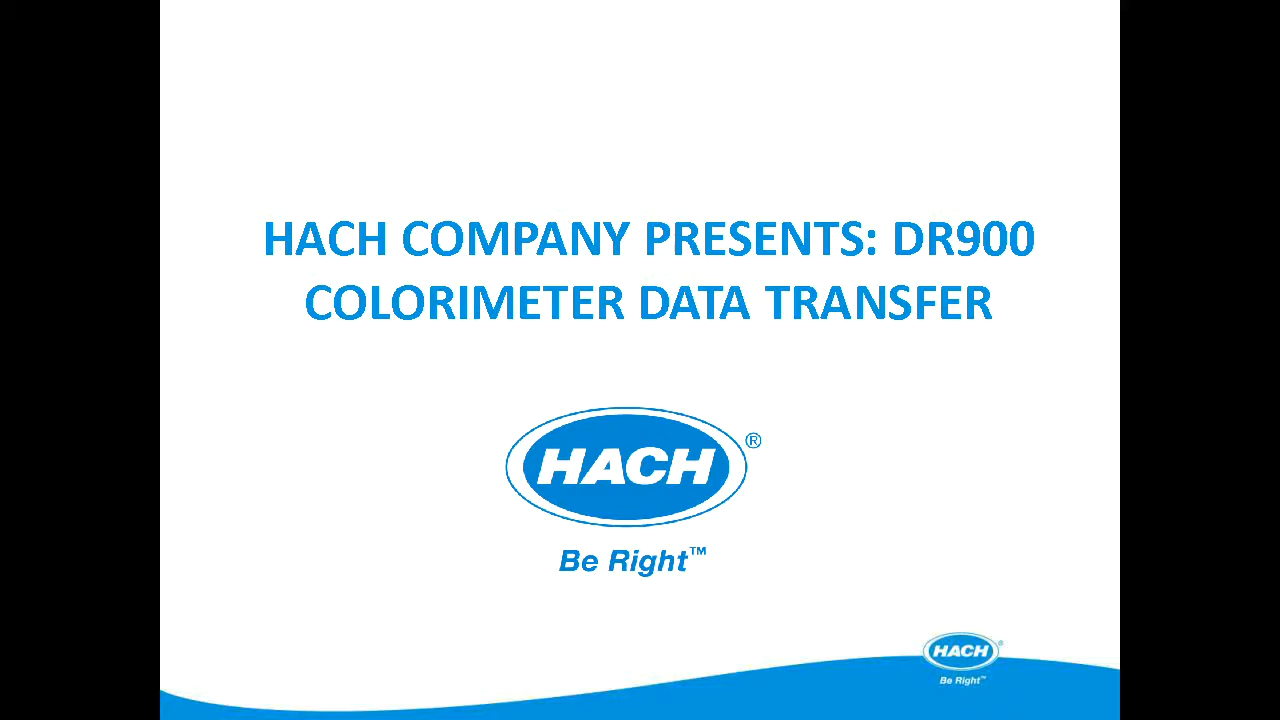 HACH COMPANY PRESENTS: DR900
COLORIMETER DATA TRANSFER
HACH®
Be Right™
HACH®
Be Right™